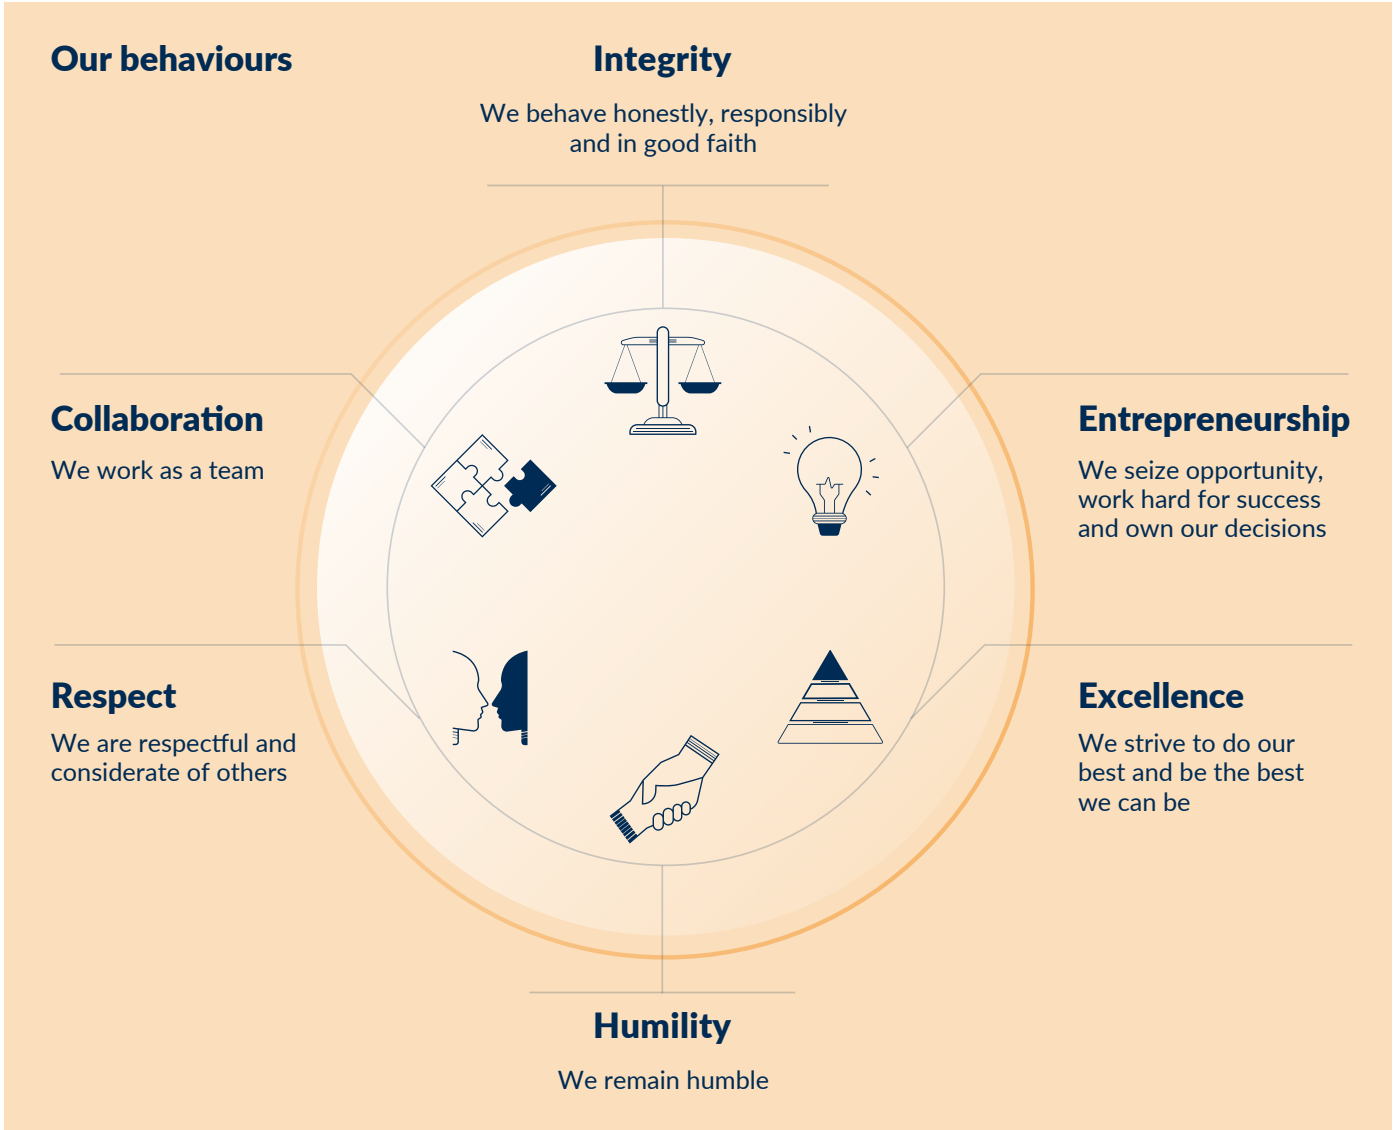 Our behaviours
Integrity
We behave honestly, responsibly
and in good faith
Collaboration
We work as a team
Entrepreneurship
We seize opportunity,
work hard for success
and own our decisions
Respect
We are respectful and
considerate of others
Excellence
We strive to do our
best and be the best
we can be
Humility
We remain humble